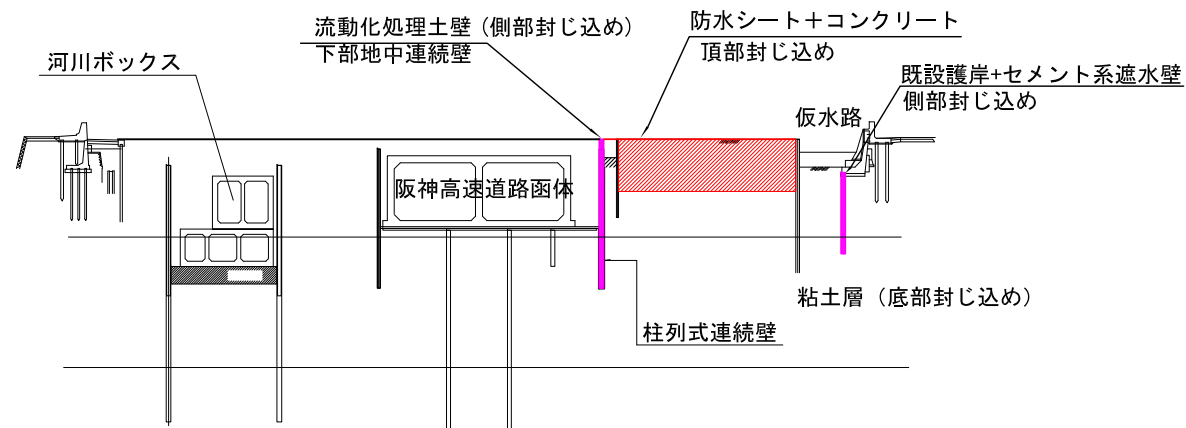 流動化処理土壁（側部封じ込め）
下部地中連続壁
防水シート＋コンクリート
頂部封じ込め
河川ボックス
既設護岸+セメント系遮水壁
側部封じ込め
仮水路
阪神高速道路函体
粘土層（底部封じ込め）
柱列式連続壁